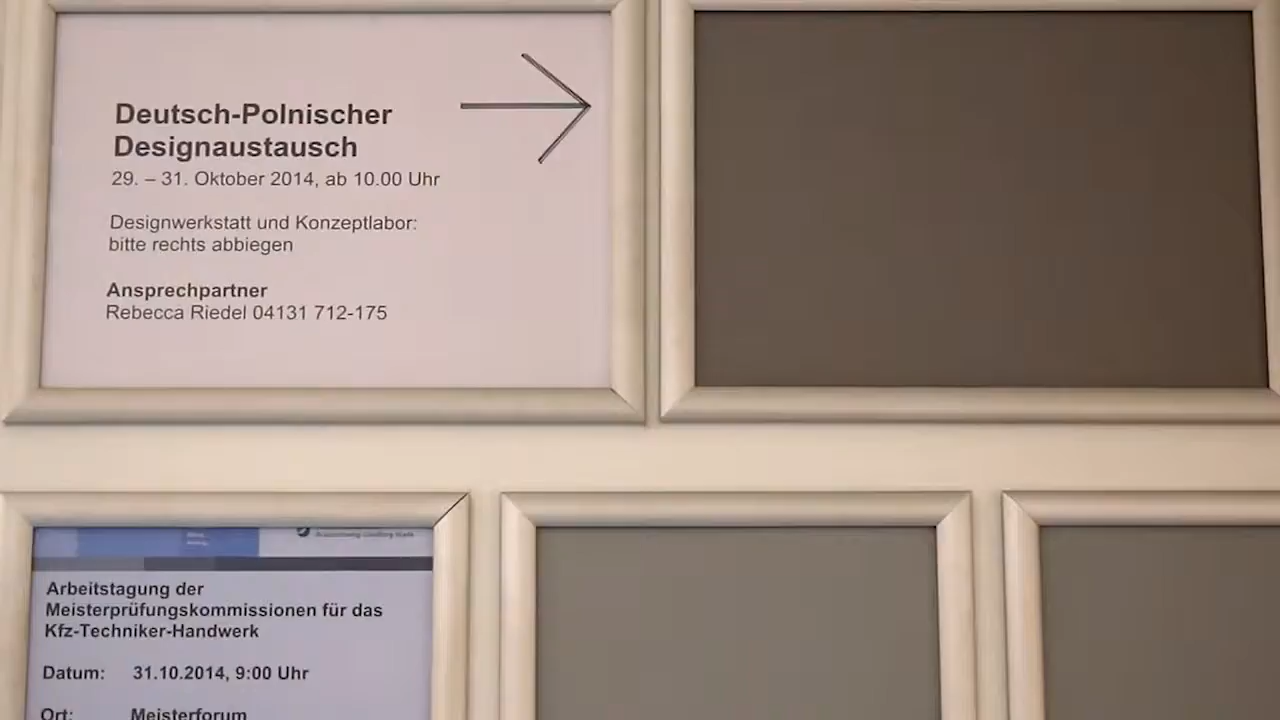 Deutsch-Polnischer
Designaustausch
29. – 31. Oktober 2014, ab 10.00 Uhr
Designwerkstatt und Konzeptlabor:
bitte rechts abbiegen
Ansprechpartner
Rebecca Riedel 04131 712-175
Arbeitstagung der
Meisterprüfungskommissionen für das
Kfz-Techniker-Handwerk
Datum: 31.10.2014, 9:00 Uhr
Ort: Meisterforum